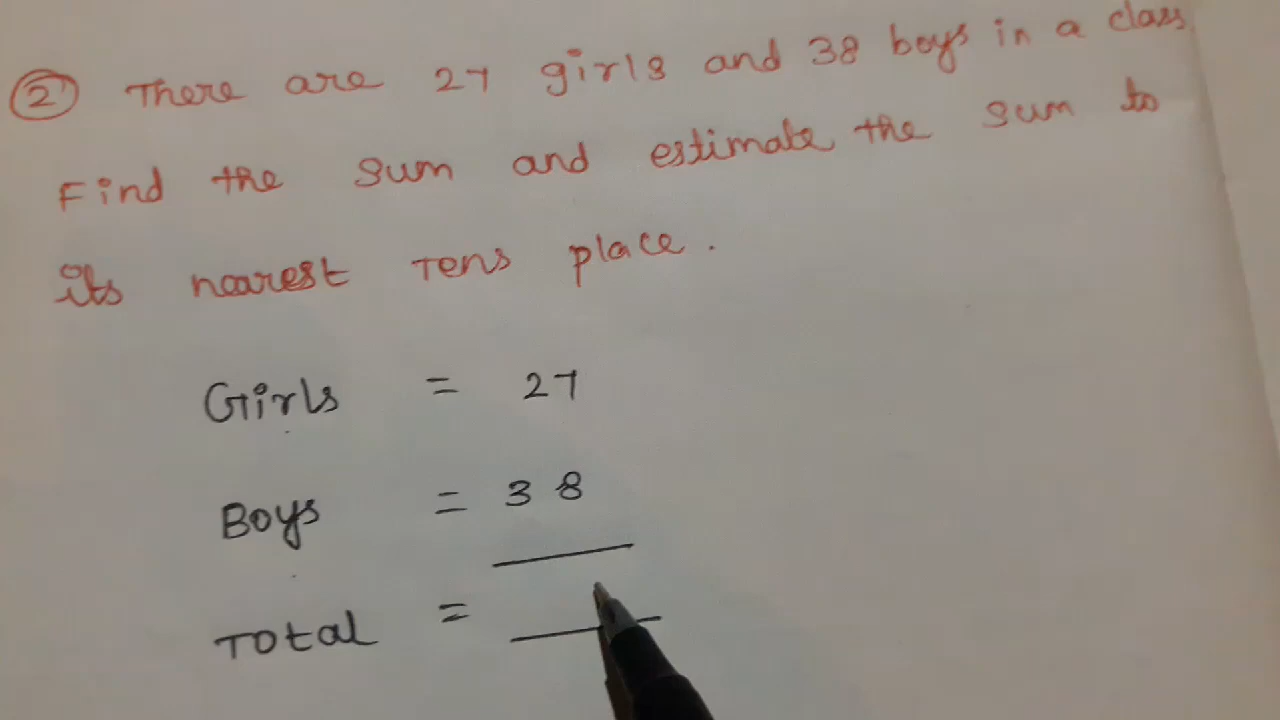 2 There are 27 girls and 38 boys in a class.
Find the sum and estimate the sum to
its nearest Tens place.
Girls = 27
Boys = 38
Total =